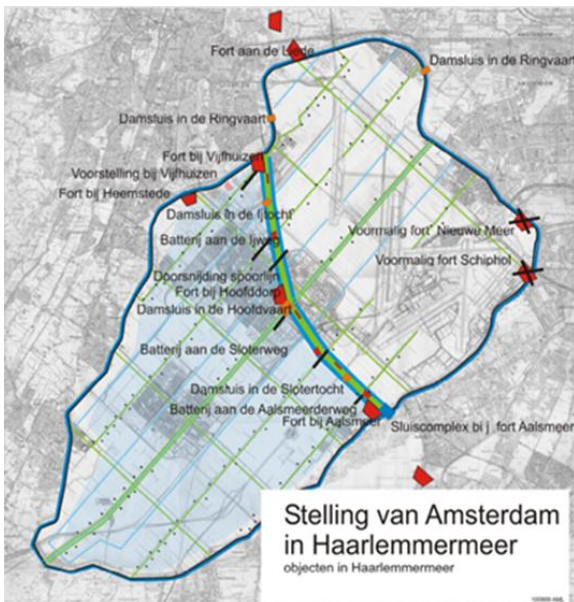 Fort aan de Liede
Damsluis in de Ringvaart
Damsluis in de Ringvaart
Fort bij Vijfhuizen
Voorstelling bij Vijfhuizen
Fort bij Heemstede
Damsluis in de Ijtocht
Voormalig fort Nieuwe Meer
Batterij aan de Ijweg
Voormalig fort Schiphol
Doorsnijding spoorlijn
Fort bij Hoofddorp
Damsluis in de Hoofdvaart
Batterij aan de Sloterweg
Damsluis in de Slotertocht
Batterij aan de Aalsmeerderweg
Fort bij Aalsmeer
Sluiscomplex bi j fort Aalsmeer
Stelling van Amsterdam
in Haarlemmermeer
objecten in Haarlemmermeer